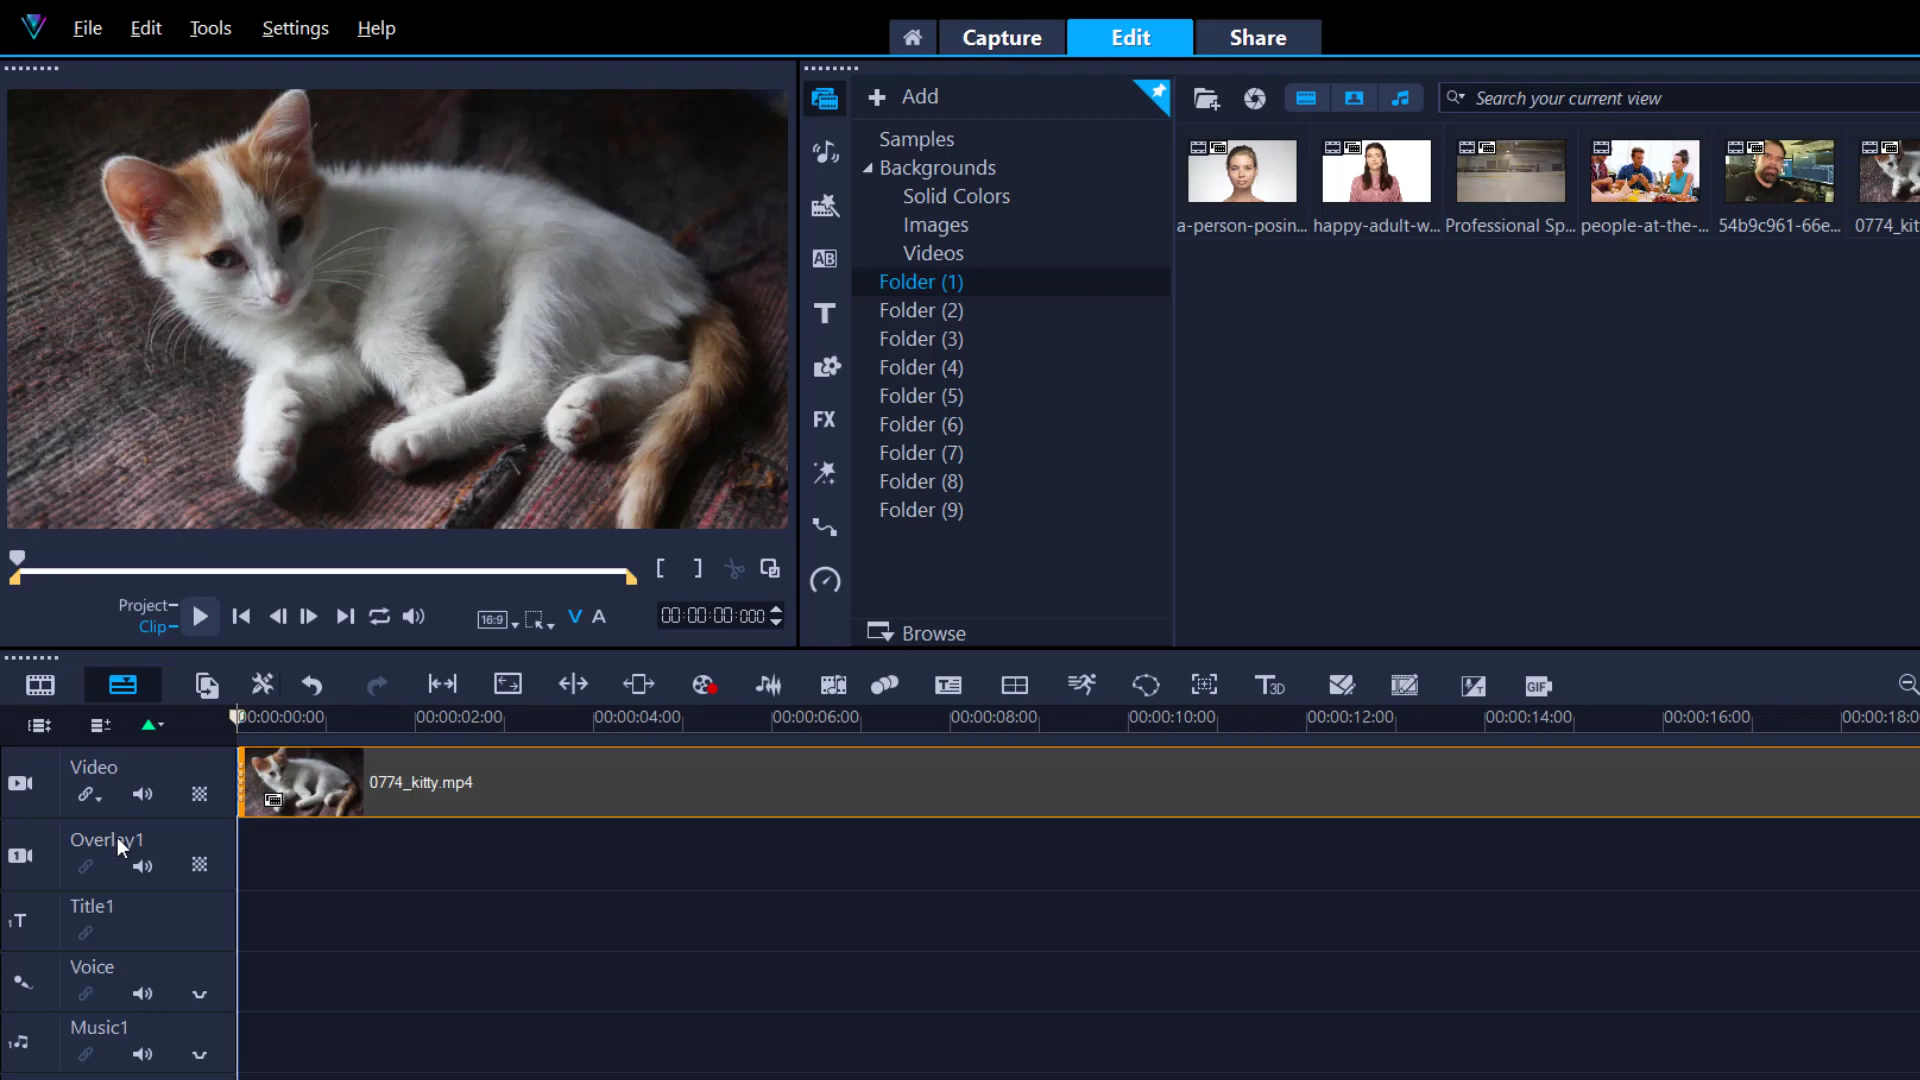 File Edit Tools Settings Help
Capture Edit Share
Add
Search your current view
Samples
Backgrounds
Solid Colors
Images
Videos
Folder (1)
Folder (2)
Folder (3)
Folder (4)
Folder (5)
Folder (6)
Folder (7)
Folder (8)
Folder (9)
Browse
a-person-posin... happy-adult-w... Professional Sp... people-at-the-... 54b9c961-66e... 0774_kit
AB
T
FX
Project
Clip
16:9
V A
00:00:00:000
T3D
GIF
00:00:00:00 00:00:02:00 00:00:04:00 00:00:06:00 00:00:08:00 00:00:10:00 00:00:12:00 00:00:14:00 00:00:16:00 00:00:18:0
Video
0774_kitty.mp4
Overlay1
1
Title1
1T
Voice
Music1
1